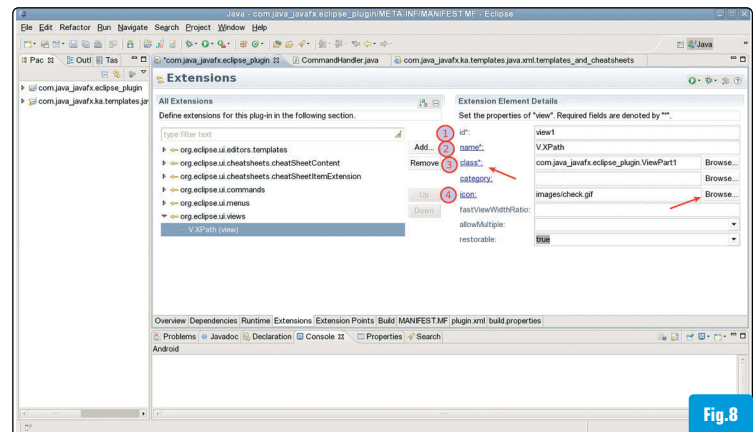 Java - com.java_javafx.eclipse_plugin/META-INF/MANIFEST.MF - Eclipse
File Edit Refactor Run Navigate Search Project Window Help
Java
Pac Outl Tas
*com.java_javafx.eclipse_plugin CommandHandler.java com.java_javafx.ka.templates.java.xml.templates_and_cheatsheets
com.java_javafx.eclipse_plugin
com.java_javafx.ka.templates.jav
Extensions
All Extensions
Define extensions for this plug-in in the following section.
type filter text
org.eclipse.ui.editors.templates
org.eclipse.ui.cheatsheets.cheatSheetContent
org.eclipse.ui.cheatsheets.cheatSheetItemExtension
org.eclipse.ui.commands
org.eclipse.ui.menus
org.eclipse.ui.views
V.XPath (view)
Add...
Remove
Up
Down
Extension Element Details
Set the properties of "view". Required fields are denoted by "*".
1 id*: view1
2 name*: V.XPath
3 class*: com.java_javafx.eclipse_plugin.ViewPart1 Browse...
category: Browse...
4 icon: images/check.gif Browse...
fastViewWidthRatio:
allowMultiple:
restorable: true
Overview Dependencies Runtime Extensions Extension Points Build MANIFEST.MF plugin.xml build.properties
Problems Javadoc Declaration Console Properties Search
Android
Fig.8